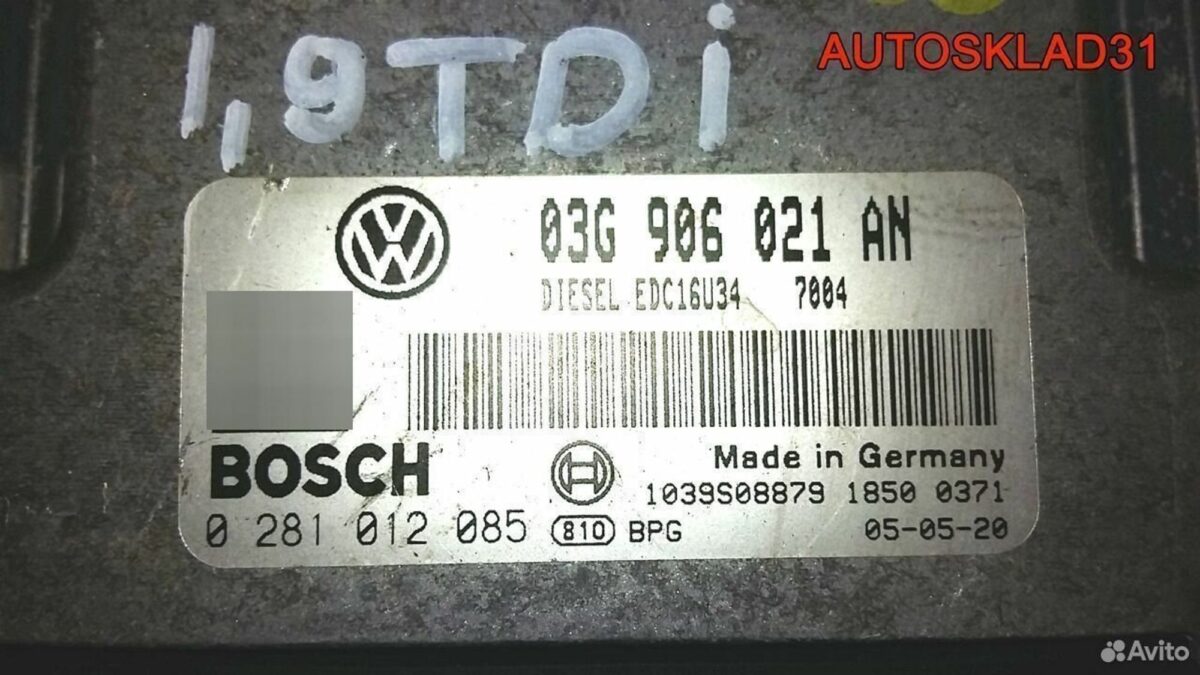 AUTOSKLAD31
1,9TDi
03G 906 021 AN
DIESEL EDC16U34 7004
BOSCH
Made in Germany
1039S08879 1850 0371
0 281 012 085 810 BPG 05-05-20
Avito